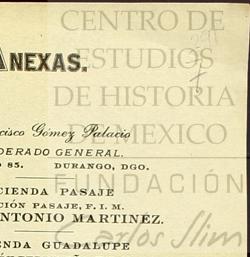 CENTRO DE
ESTUDIOS
DE HISTORIA
DE MEXICO
FUNDACIÓN
Carlos Slim
ANEXAS.
cisco Gómez Palacio
DERADO GENERAL.
O 85. DURANGO, DGO.
CIENDA PASAJE
CIÓN PASAJE, F. I. M.
ANTONIO MARTINEZ.
ENDA GUADALUPE